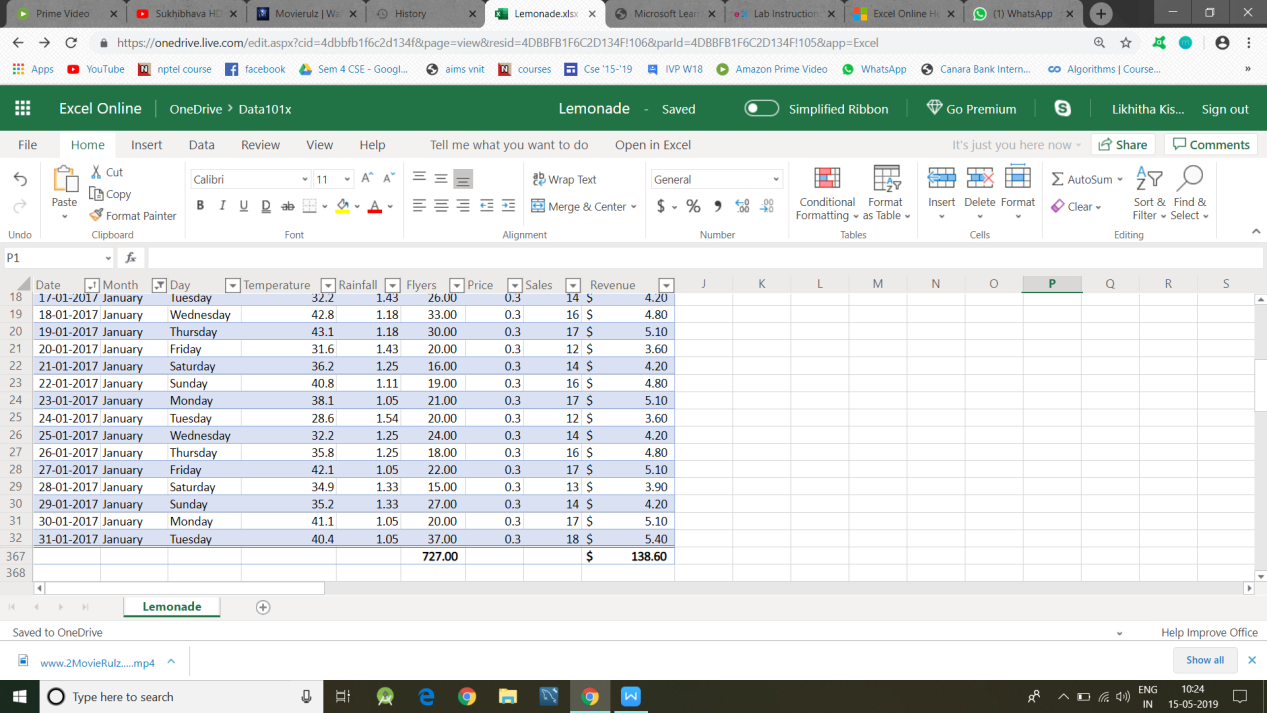 Prime Video Sukhibhava HD Movierulz | Wa History Lemonade.xlsx Microsoft Learn Lab Instruction Excel Online H (1) WhatsApp
https://onedrive.live.com/edit.aspx?cid=4dbbfb1f6c2d134f&page=view&resid=4DBBFB1F6C2D134F!106&parId=4DBBFB1F6C2D134F!105&app=Excel
Apps YouTube nptel course facebook Sem 4 CSE - Googl... aims vnit courses Cse '15-'19 IVP W18 Amazon Prime Video WhatsApp Canara Bank Intern... Algorithms | Course... »
Excel Online OneDrive > Data101x Lemonade - Saved Simplified Ribbon Go Premium Likhitha Kis... Sign out
File Home Insert Data Review View Help Tell me what you want to do Open in Excel It's just you here now Share Comments
Cut
Copy
Format Painter
Paste
Calibri 11
B I U D ab A
Wrap Text
Merge & Center
General
$ % 9
Conditional Formatting Format as Table Insert Delete Format
AutoSum
Clear
Sort & Filter Find & Select
Undo Clipboard Font Alignment Number Tables Cells Editing
P1 fx
Date Month Day Temperature Rainfall Flyers Price Sales Revenue J K L M N O P Q R S
18 17-01-2017 January Tuesday 32.2 1.43 26.00 0.3 14 $ 4.20
19 18-01-2017 January Wednesday 42.8 1.18 33.00 0.3 16 $ 4.80
20 19-01-2017 January Thursday 43.1 1.18 30.00 0.3 17 $ 5.10
21 20-01-2017 January Friday 31.6 1.43 20.00 0.3 12 $ 3.60
22 21-01-2017 January Saturday 36.2 1.25 16.00 0.3 14 $ 4.20
23 22-01-2017 January Sunday 40.8 1.11 19.00 0.3 16 $ 4.80
24 23-01-2017 January Monday 38.1 1.05 21.00 0.3 17 $ 5.10
25 24-01-2017 January Tuesday 28.6 1.54 20.00 0.3 12 $ 3.60
26 25-01-2017 January Wednesday 32.2 1.25 24.00 0.3 14 $ 4.20
27 26-01-2017 January Thursday 35.8 1.25 18.00 0.3 16 $ 4.80
28 27-01-2017 January Friday 42.1 1.05 22.00 0.3 17 $ 5.10
29 28-01-2017 January Saturday 34.9 1.33 15.00 0.3 13 $ 3.90
30 29-01-2017 January Sunday 35.2 1.33 27.00 0.3 14 $ 4.20
31 30-01-2017 January Monday 41.1 1.05 20.00 0.3 17 $ 5.10
32 31-01-2017 January Tuesday 40.4 1.05 37.00 0.3 18 $ 5.40
367 727.00 $ 138.60
368
Lemonade
Saved to OneDrive Help Improve Office
www.2MovieRulz.....mp4 Show all
Type here to search
ENG 10:24
IN 15-05-2019